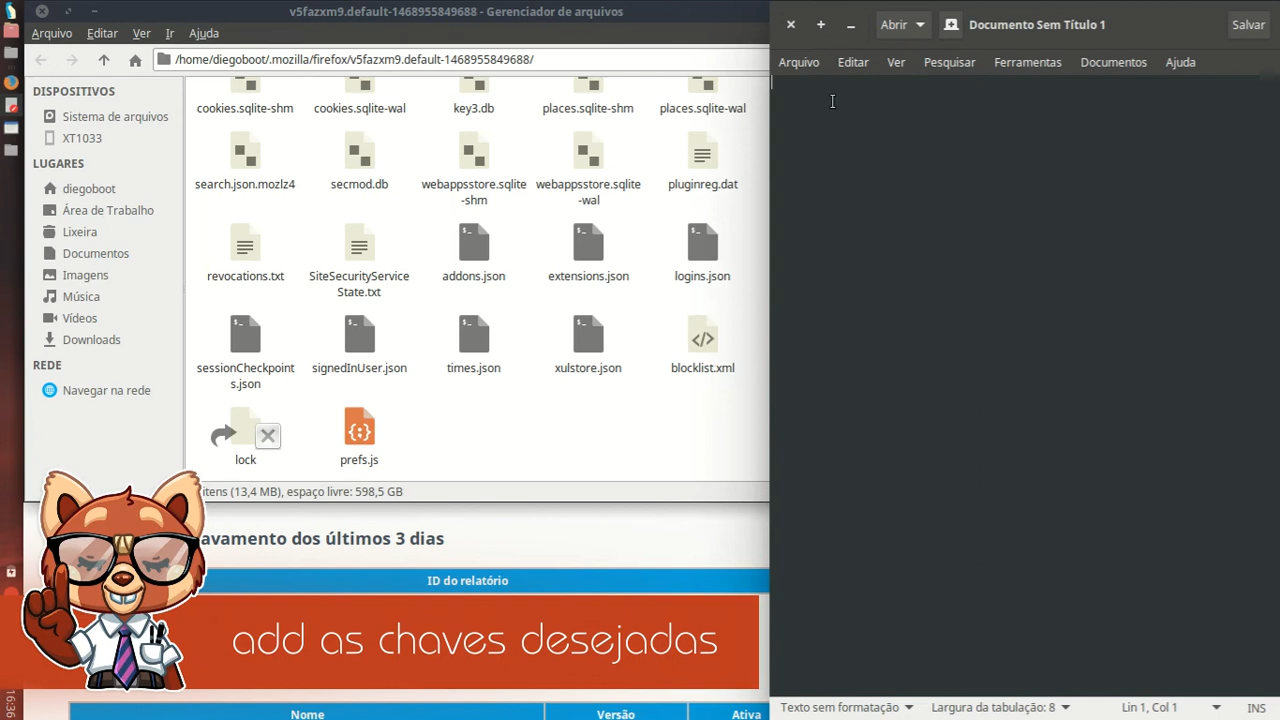 v5fazxm9.default-1468955849688 - Gerenciador de arquivos
Arquivo Editar Ver Ir Ajuda
/home/diegoboot/.mozilla/firefox/v5fazxm9.default-1468955849688/
DISPOSITIVOS
Sistema de arquivos
XT1033
LUGARES
diegoboot
Área de Trabalho
Lixeira
Documentos
Imagens
Música
Vídeos
Downloads
REDE
Navegar na rede
cookies.sqlite-shm cookies.sqlite-wal key3.db places.sqlite-shm places.sqlite-wal
search.json.mozlz4 secmod.db webappsstore.sqlite webappsstore.sqlite pluginreg.dat
-shm -wal
revocations.txt SiteSecurityService addons.json extensions.json logins.json
State.txt
sessionCheckpoint signedInUser.json times.json xulstore.json blocklist.xml
s.json
lock prefs.js
itens (13,4 MB), espaço livre: 598,5 GB
avamento dos últimos 3 dias
ID do relatório
add as chaves desejadas
Nome Versão Ativa
16:36
Abrir Documento Sem Título 1 Salvar
Arquivo Editar Ver Pesquisar Ferramentas Documentos Ajuda
Texto sem formatação Largura da tabulação: 8 Lin 1, Col 1 INS